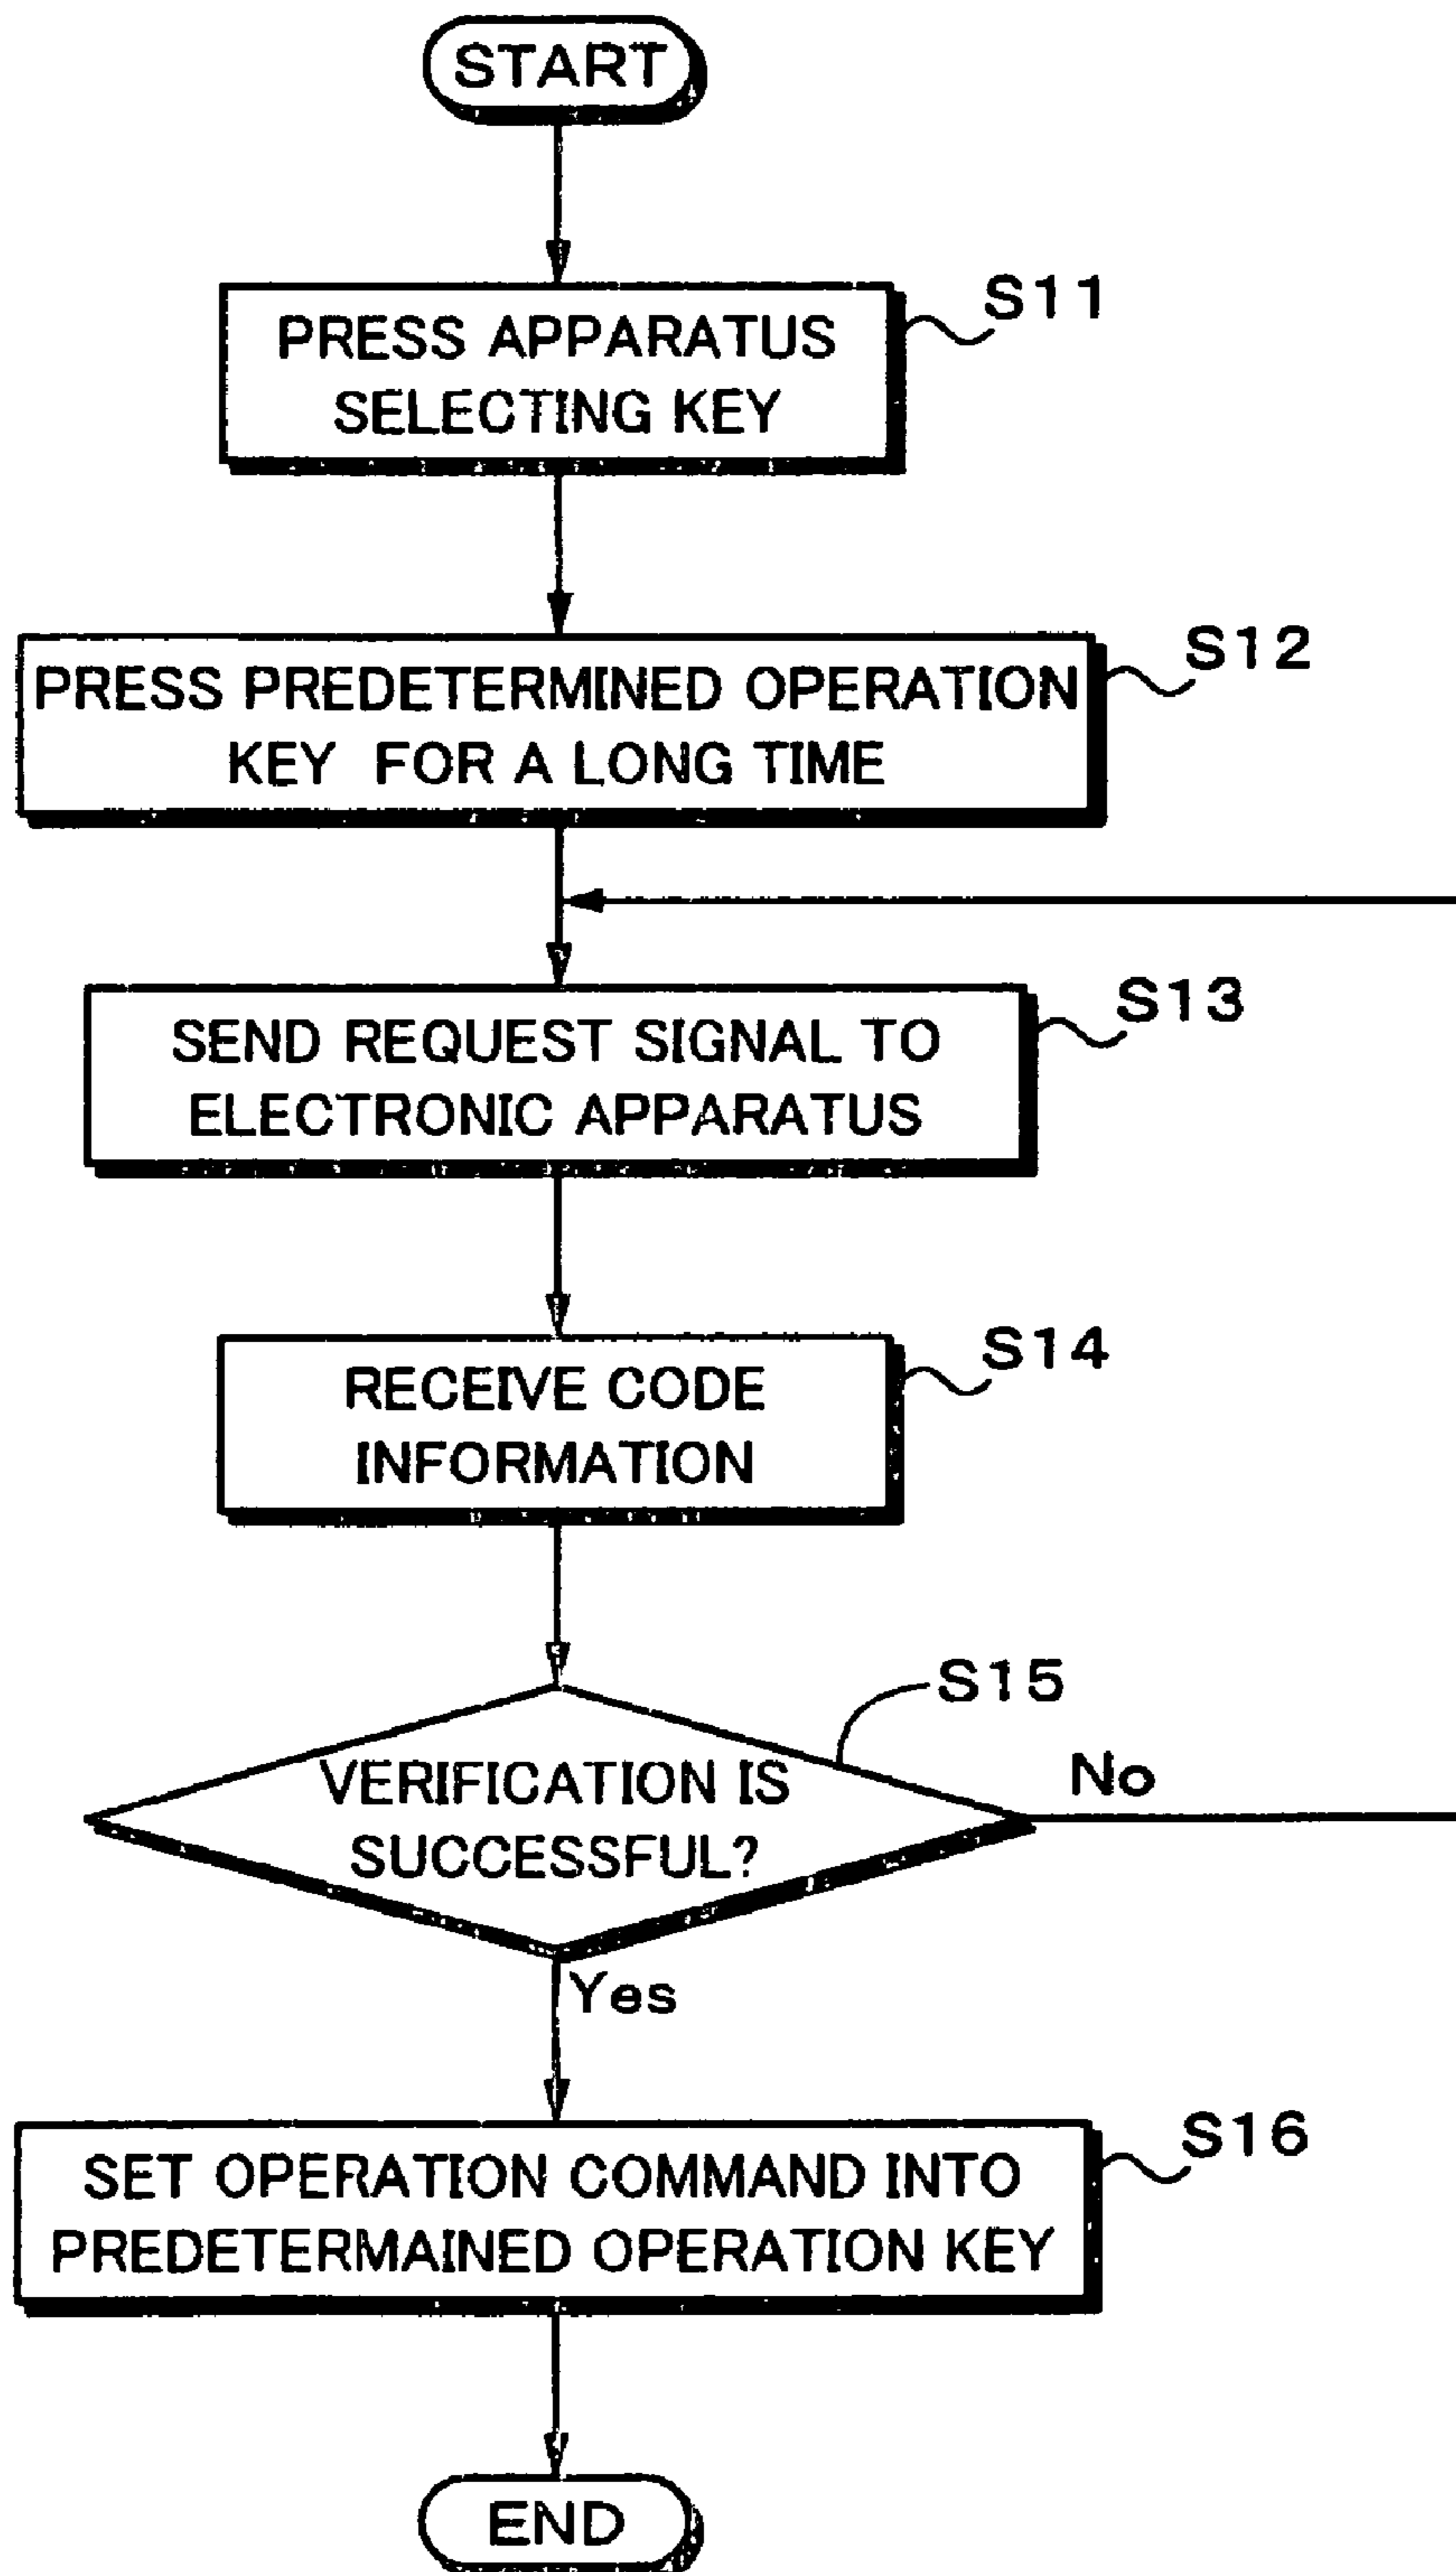 START
PRESS APPARATUS
SELECTING KEY
S11
PRESS PREDETERMINED OPERATION
KEY FOR A LONG TIME
S12
SEND REQUEST SIGNAL TO
ELECTRONIC APPARATUS
S13
RECEIVE CODE
INFORMATION
S14
VERIFICATION IS
SUCCESSFUL?
S15
No
Yes
SET OPERATION COMMAND INTO
PREDETERMAINED OPERATION KEY
S16
END